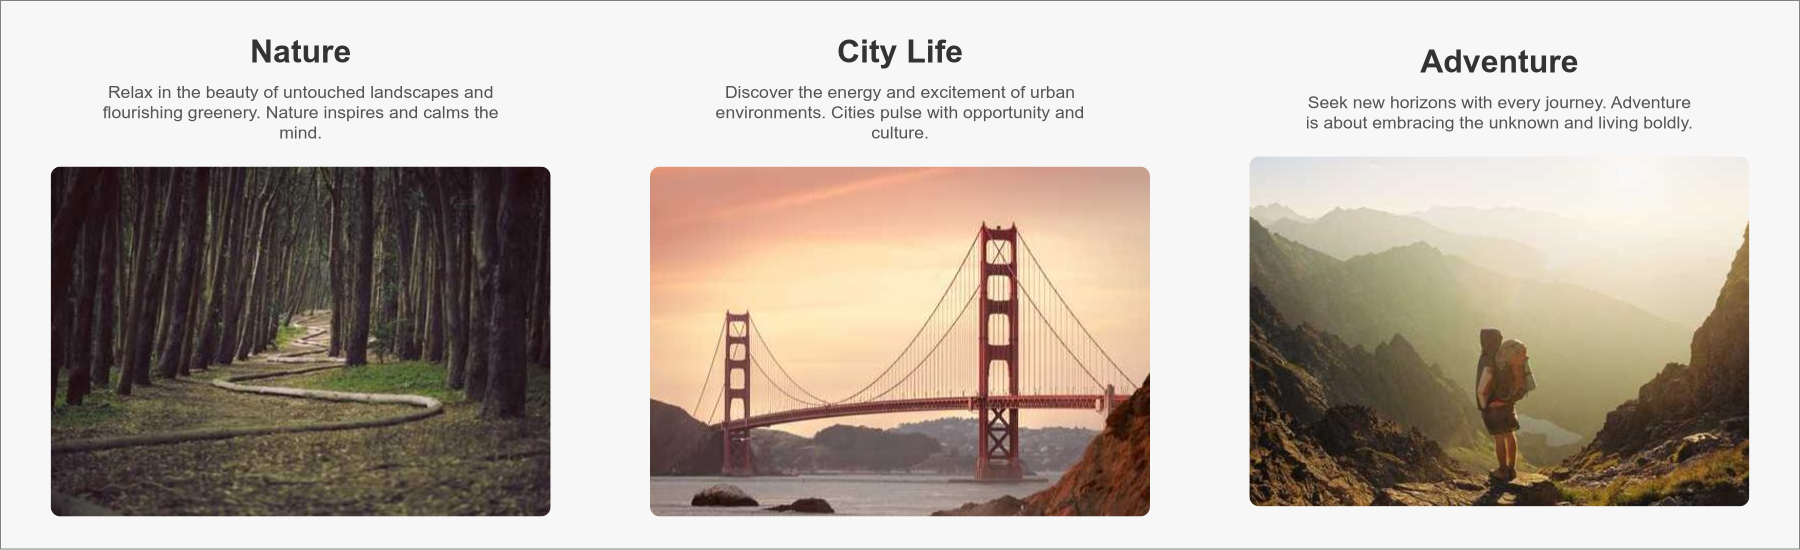 Nature
Relax in the beauty of untouched landscapes and
flourishing greenery. Nature inspires and calms the
mind.
City Life
Discover the energy and excitement of urban
environments. Cities pulse with opportunity and
culture.
Adventure
Seek new horizons with every journey. Adventure
is about embracing the unknown and living boldly.